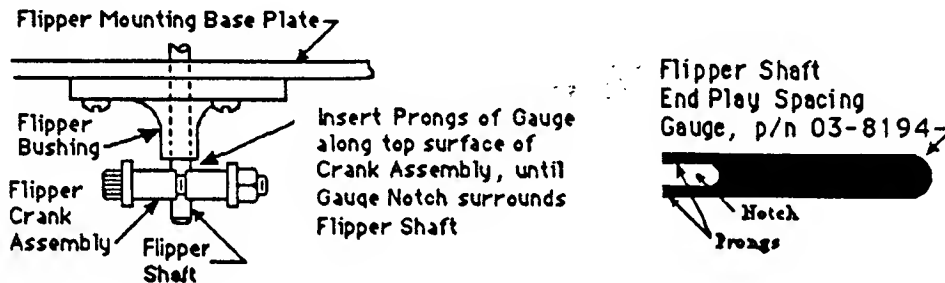 Flipper Mounting Base Plate
Flipper
Bushing
Flipper
Crank
Assembly
Flipper
Shaft
Insert Prongs of Gauge
along top surface of
Crank Assembly, until
Gauge Notch surrounds
Flipper Shaft
Flipper Shaft
End Play Spacing
Gauge, p/n 03-8194
Notch
Prongs